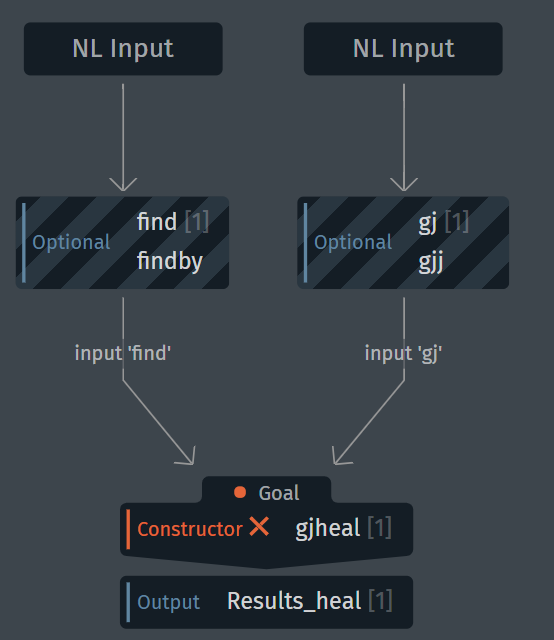 NL Input
NL Input
Optional find [1]
findby
Optional gj [1]
gjj
input 'find'
input 'gj'
Goal
Constructor gjheal [1]
Output Results_heal [1]